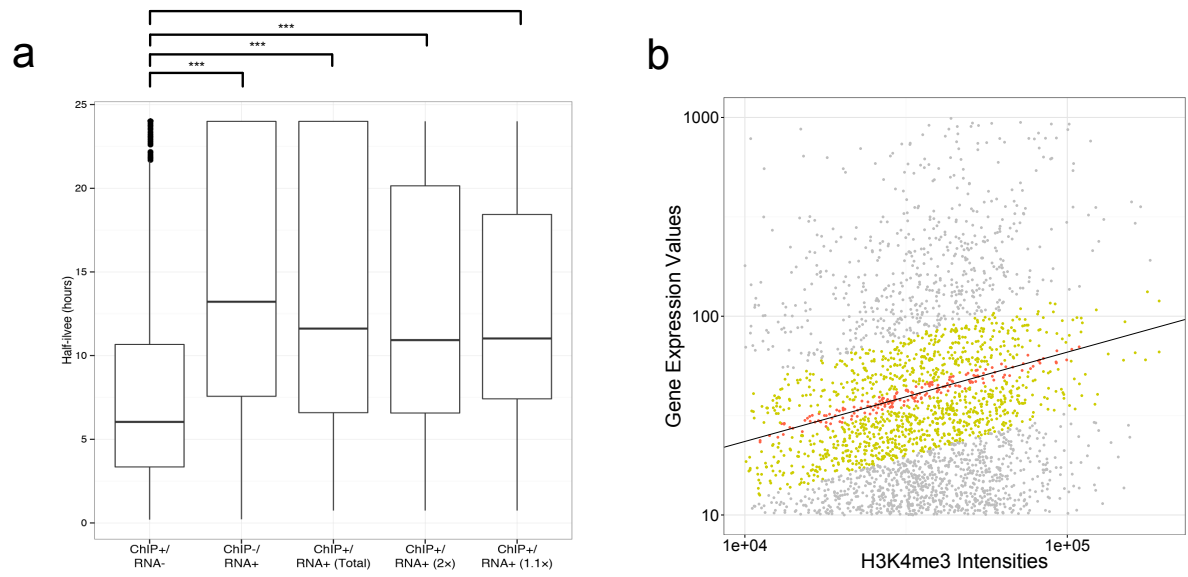 a
***
***
***
25
20
15
10
5
0
Half-ilvee (hours)
ChIP+/
RNA-
ChIP-/
RNA+
ChIP+/
RNA+ (Total)
ChIP+/
RNA+ (2×)
ChIP+/
RNA+ (1.1×)
b
1000
100
10
Gene Expression Values
1e+04
1e+05
H3K4me3 Intensities